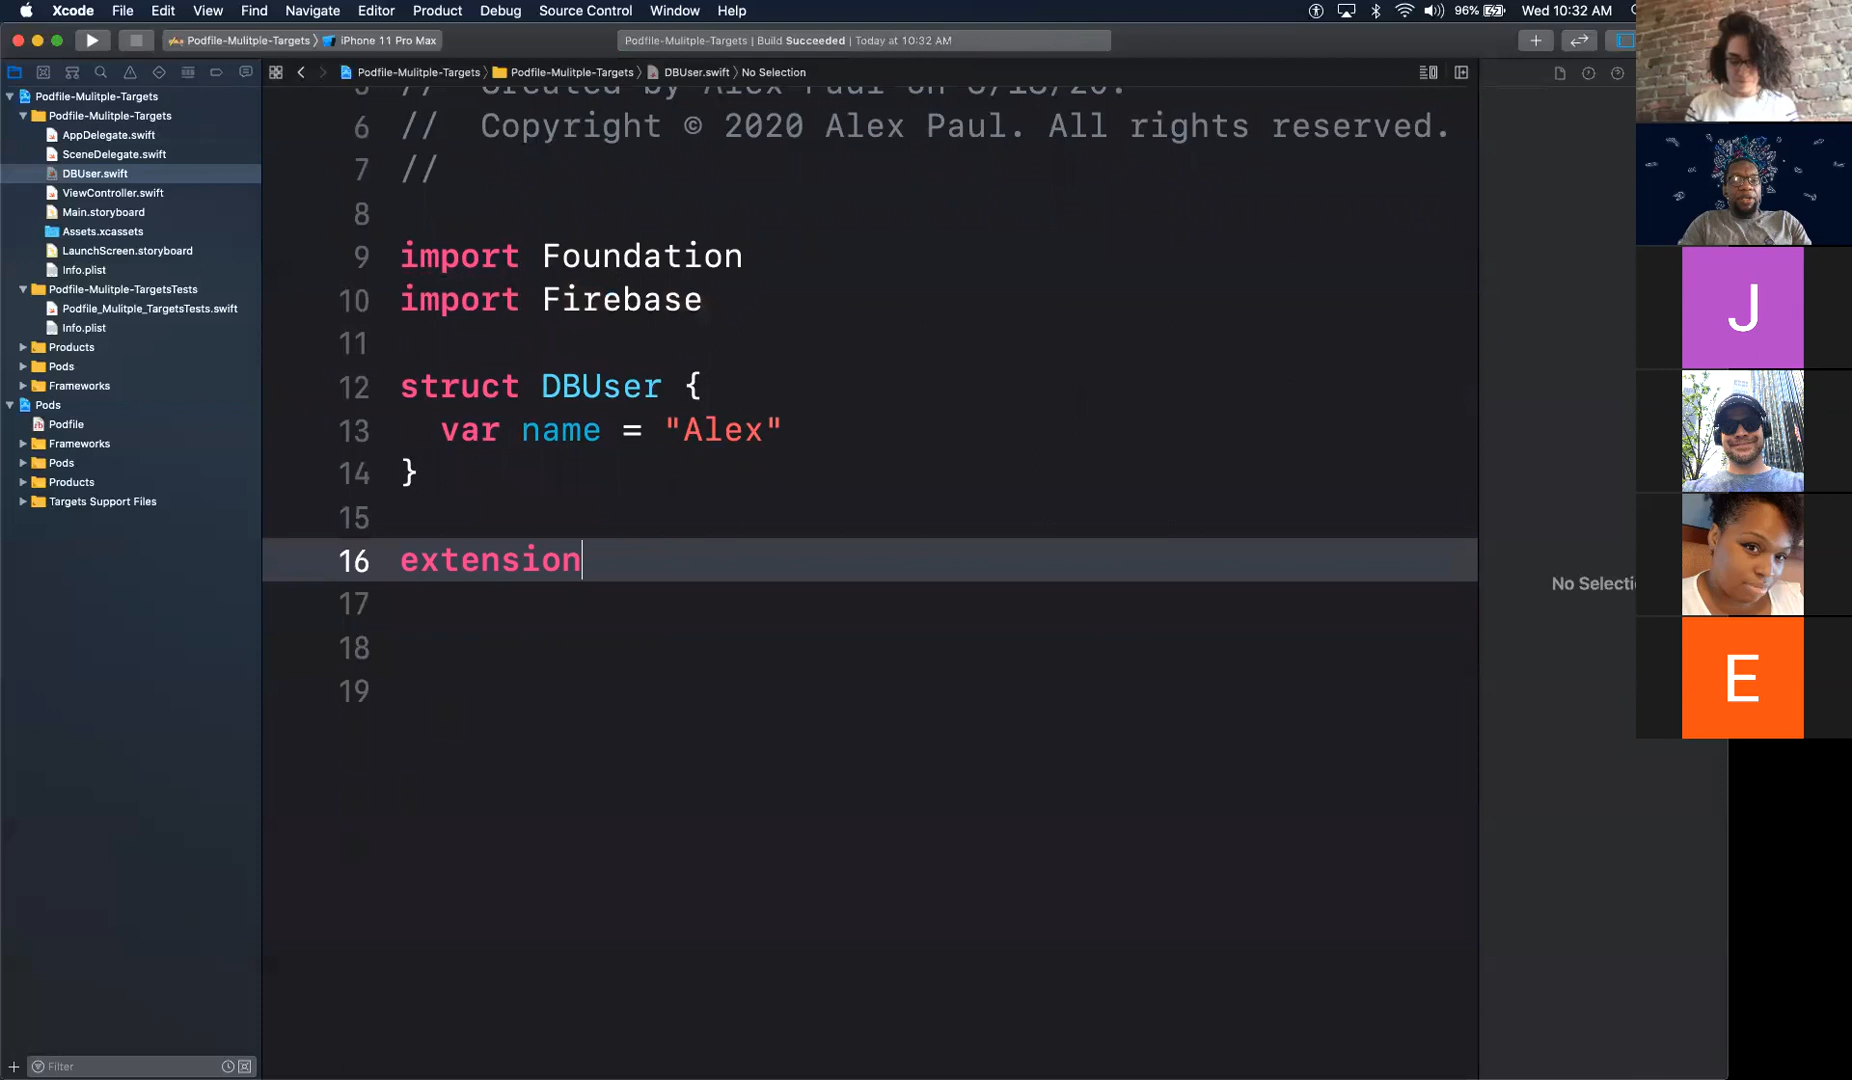 Xcode File Edit View Find Navigate Editor Product Debug Source Control Window Help 96% Wed 10:32 AM
Podfile-Mulitple-Targets 〉 iPhone 11 Pro Max Podfile-Mulitple-Targets | Build Succeeded | Today at 10:32 AM
Podfile-Mulitple-Targets 〉 Podfile-Mulitple-Targets 〉 DBUser.swift 〉 No Selection
Podfile-Mulitple-Targets
Podfile-Mulitple-Targets
AppDelegate.swift
SceneDelegate.swift
DBUser.swift
ViewController.swift
Main.storyboard
Assets.xcassets
LaunchScreen.storyboard
Info.plist
Podfile-Mulitple-TargetsTests
Podfile_Mulitple_TargetsTests.swift
Info.plist
Products
Pods
Frameworks
Pods
Podfile
Frameworks
Pods
Products
Targets Support Files
Filter
// Created by Alex Paul on
6 // Copyright © 2020 Alex Paul. All rights reserved.
7 //
8
9 import Foundation
10 import Firebase
11
12 struct DBUser {
13 var name = "Alex"
14 }
15
16 extension
17
18
19
No Selecti
J
E